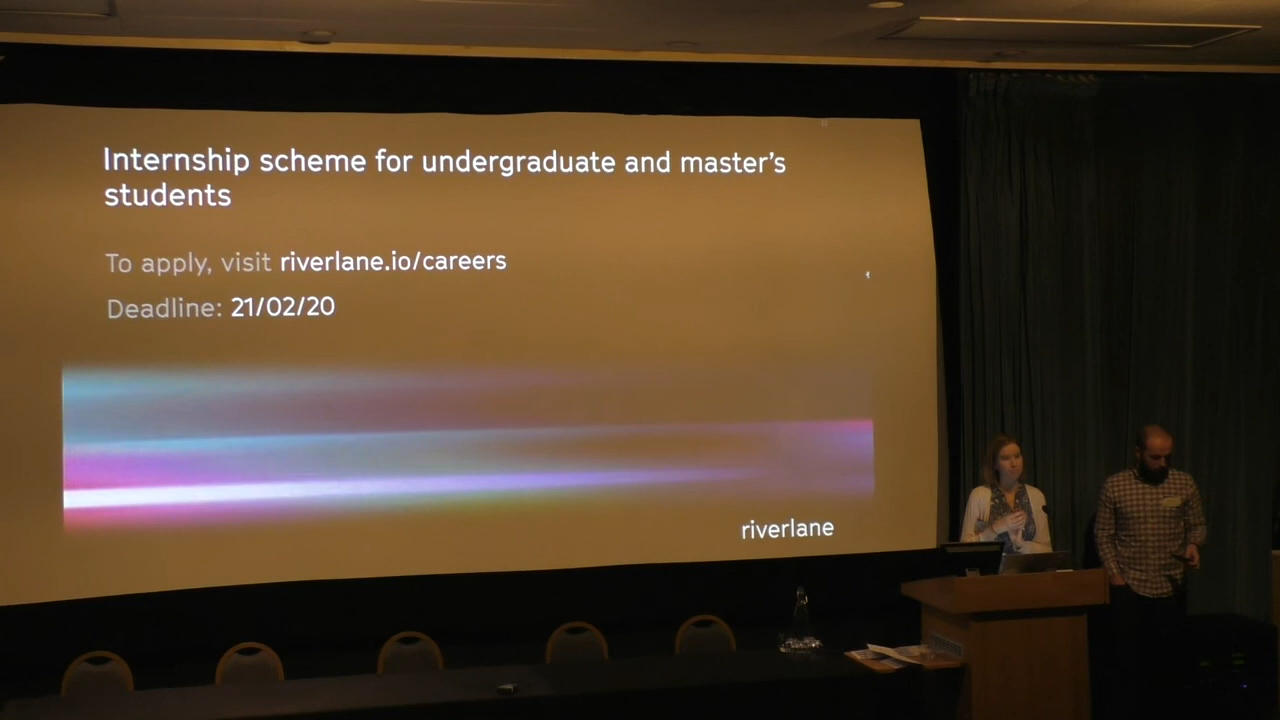 Internship scheme for undergraduate and master’s
students
To apply, visit riverlane.io/careers
Deadline: 21/02/20
riverlane